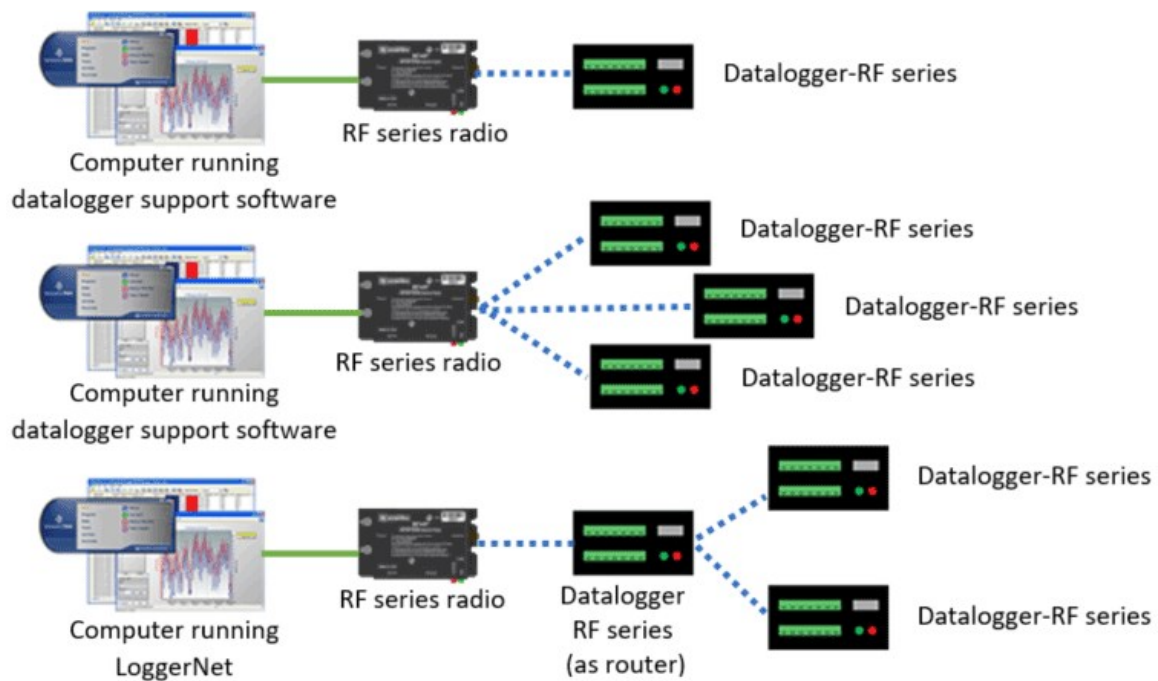 Datalogger-RF series
RF series radio
Computer running
datalogger support software
Datalogger-RF series
Datalogger-RF series
RF series radio
Datalogger-RF series
Computer running
datalogger support software
Datalogger-RF series
RF series radio
Datalogger
RF series
(as router)
Datalogger-RF series
Computer running
LoggerNet